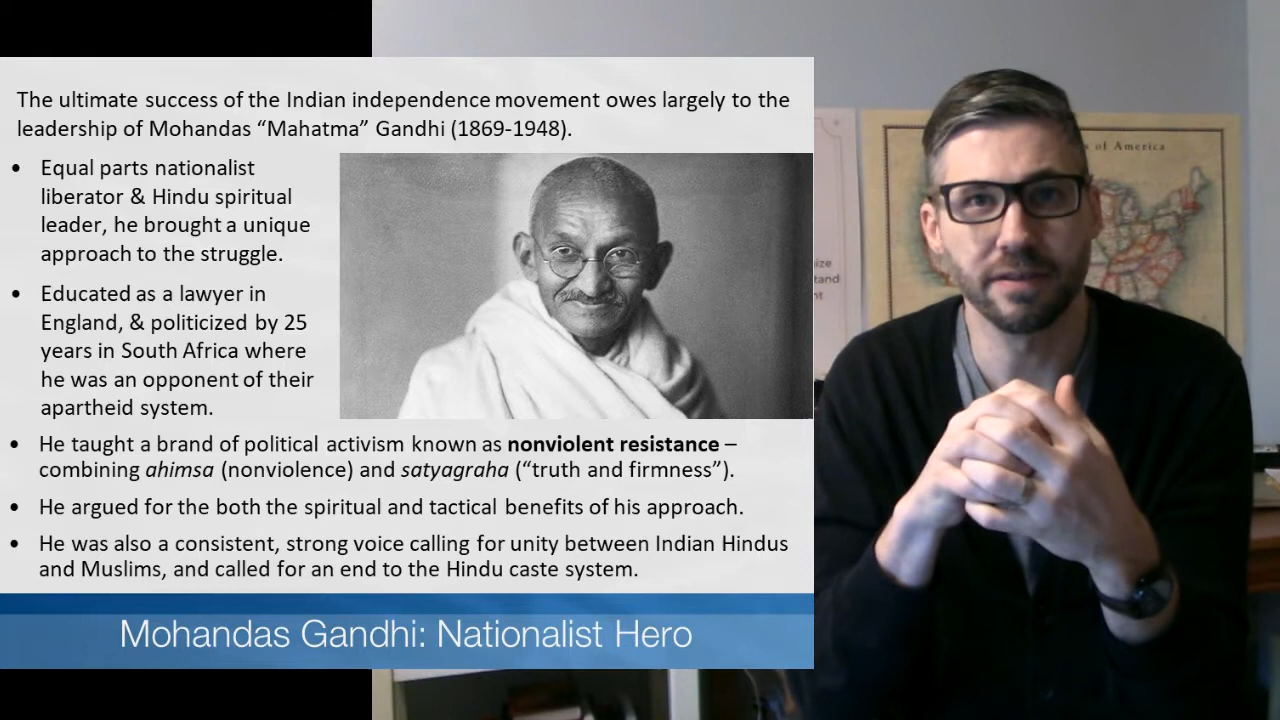 The ultimate success of the Indian independence movement owes largely to the
leadership of Mohandas “Mahatma” Gandhi (1869-1948).
• Equal parts nationalist
liberator & Hindu spiritual
leader, he brought a unique
approach to the struggle.
• Educated as a lawyer in
England, & politicized by 25
years in South Africa where
he was an opponent of their
apartheid system.
• He taught a brand of political activism known as nonviolent resistance –
combining ahimsa (nonviolence) and satyagraha (“truth and firmness”).
• He argued for the both the spiritual and tactical benefits of his approach.
• He was also a consistent, strong voice calling for unity between Indian Hindus
and Muslims, and called for an end to the Hindu caste system.
Mohandas Gandhi: Nationalist Hero
of America